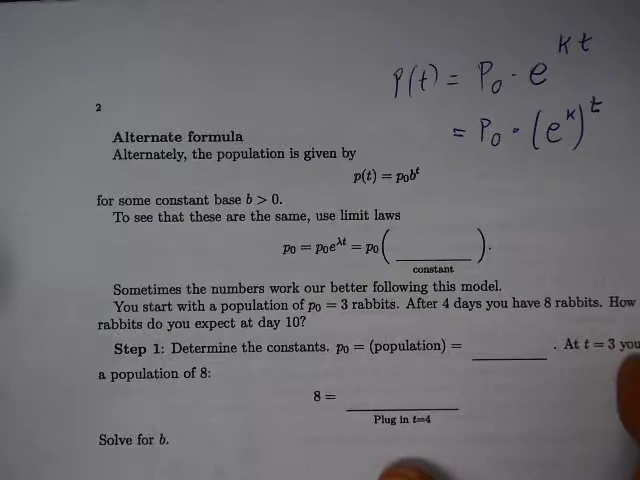 P(t) = P₀ · e^{kt}
= P₀ · (e^k)^t
2
Alternate formula
Alternately, the population is given by
p(t) = p₀bᵗ
for some constant base b > 0.
To see that these are the same, use limit laws
p₀ = p₀e^{λt} = p₀( ________ ).
constant
Sometimes the numbers work our better following this model.
You start with a population of p₀ = 3 rabbits. After 4 days you have 8 rabbits. How
rabbits do you expect at day 10?
Step 1: Determine the constants. p₀ = (population) = ________ . At t = 3 you
a population of 8:
8 = ________
Plug in t=4
Solve for b.